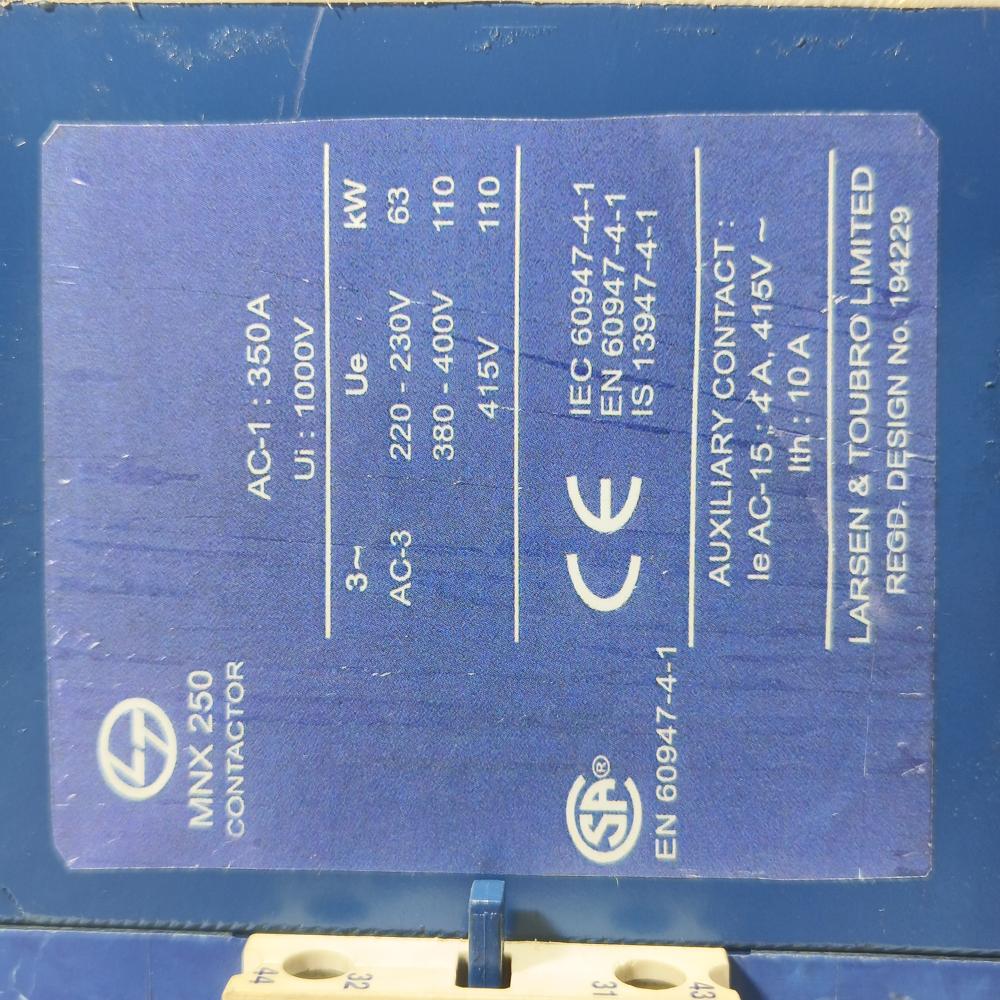 MNX 250
CONTACTOR
AC-1 : 350 A
Ui : 1000V
3~ Ue kW
AC-3 220 - 230V 63
380 - 400V 110
415V 110
SA®
EN 60947-4-1
CE
IEC 60947-4-1
EN 60947-4-1
IS 13947-4-1
AUXILIARY CONTACT :
Ie AC-15 : 4 A, 415V ~
Ith : 10 A
LARSEN & TOUBRO LIMITED
REGD. DESIGN No. 194229
44 32 31 43